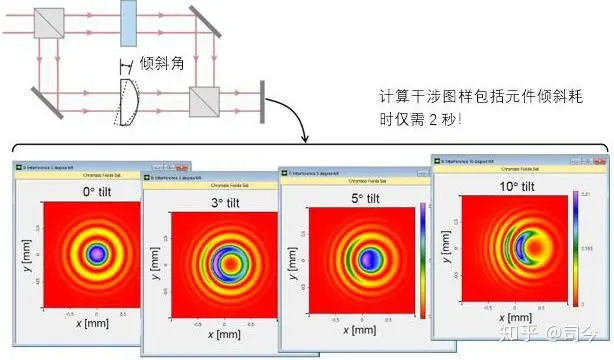 倾斜角
计算干涉图样包括元件倾斜耗
时仅需2秒!
Chromatic Fields Set
0° tilt
y [mm]
x [mm]
Chromatic Fields Set
3° tilt
y [mm]
x [mm]
Chromatic Fields Set
5° tilt
y [mm]
x [mm]
Chromatic Fields Set
10° tilt
y [mm]
x [mm]
知乎 @司今